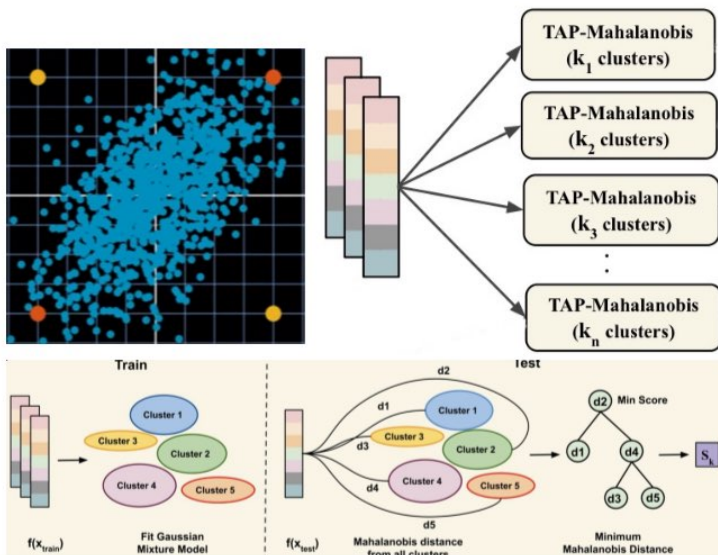 TAP-Mahalanobis
(k1 clusters)
TAP-Mahalanobis
(k2 clusters)
TAP-Mahalanobis
(k3 clusters)
TAP-Mahalanobis
(kn clusters)
Train
Test
Cluster 1
Cluster 3
Cluster 2
Cluster 4
Cluster 5
f(xtrain)
Fit Gaussian
Mixture Model
d2
d1
d3
d4
d5
Cluster 1
Cluster 3
Cluster 2
Cluster 4
Cluster 5
f(xtest)
Mahalanobis distance
from all clusters
d2 Min Score
d1 d4
d3 d5
Sk
Minimum
Mahalanobis Distance